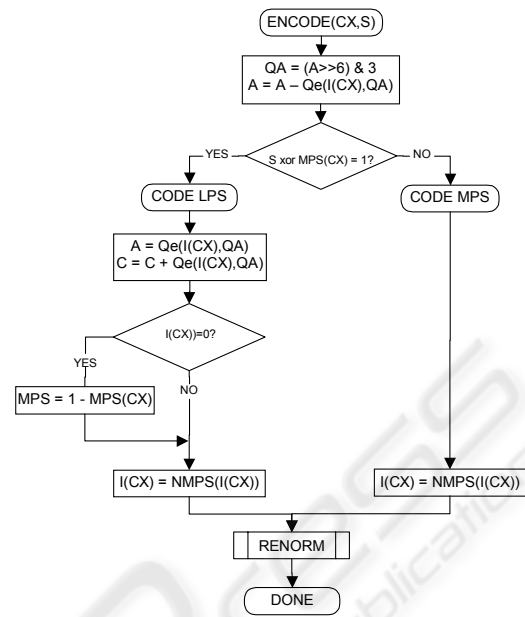 ENCODE(CX,S)
QA = (A>>6) & 3
A = A – Qe(I(CX),QA)
S xor MPS(CX) = 1?
YES
NO
CODE LPS
CODE MPS
A = Qe(I(CX),QA)
C = C + Qe(I(CX),QA)
I(CX))=0?
YES
NO
MPS = 1 - MPS(CX)
I(CX) = NMPS(I(CX))
I(CX) = NMPS(I(CX))
RENORM
DONE